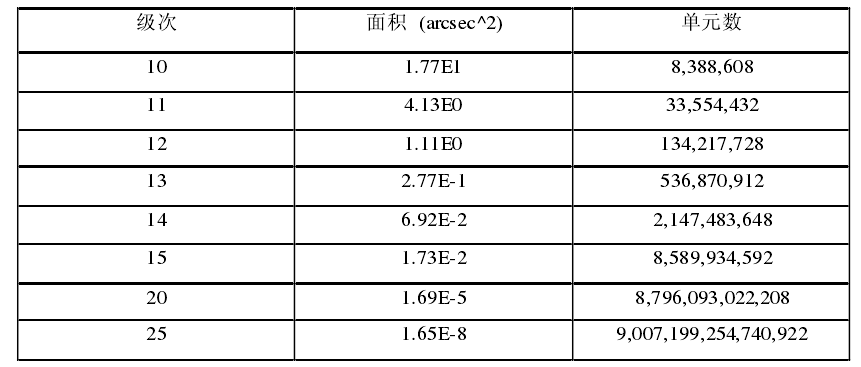 级次 面积 (arcsec^2) 单元数
10 1.77E1 8,388,608
11 4.13E0 33,554,432
12 1.11E0 134,217,728
13 2.77E-1 536,870,912
14 6.92E-2 2,147,483,648
15 1.73E-2 8,589,934,592
20 1.69E-5 8,796,093,022,208
25 1.65E-8 9,007,199,254,740,922